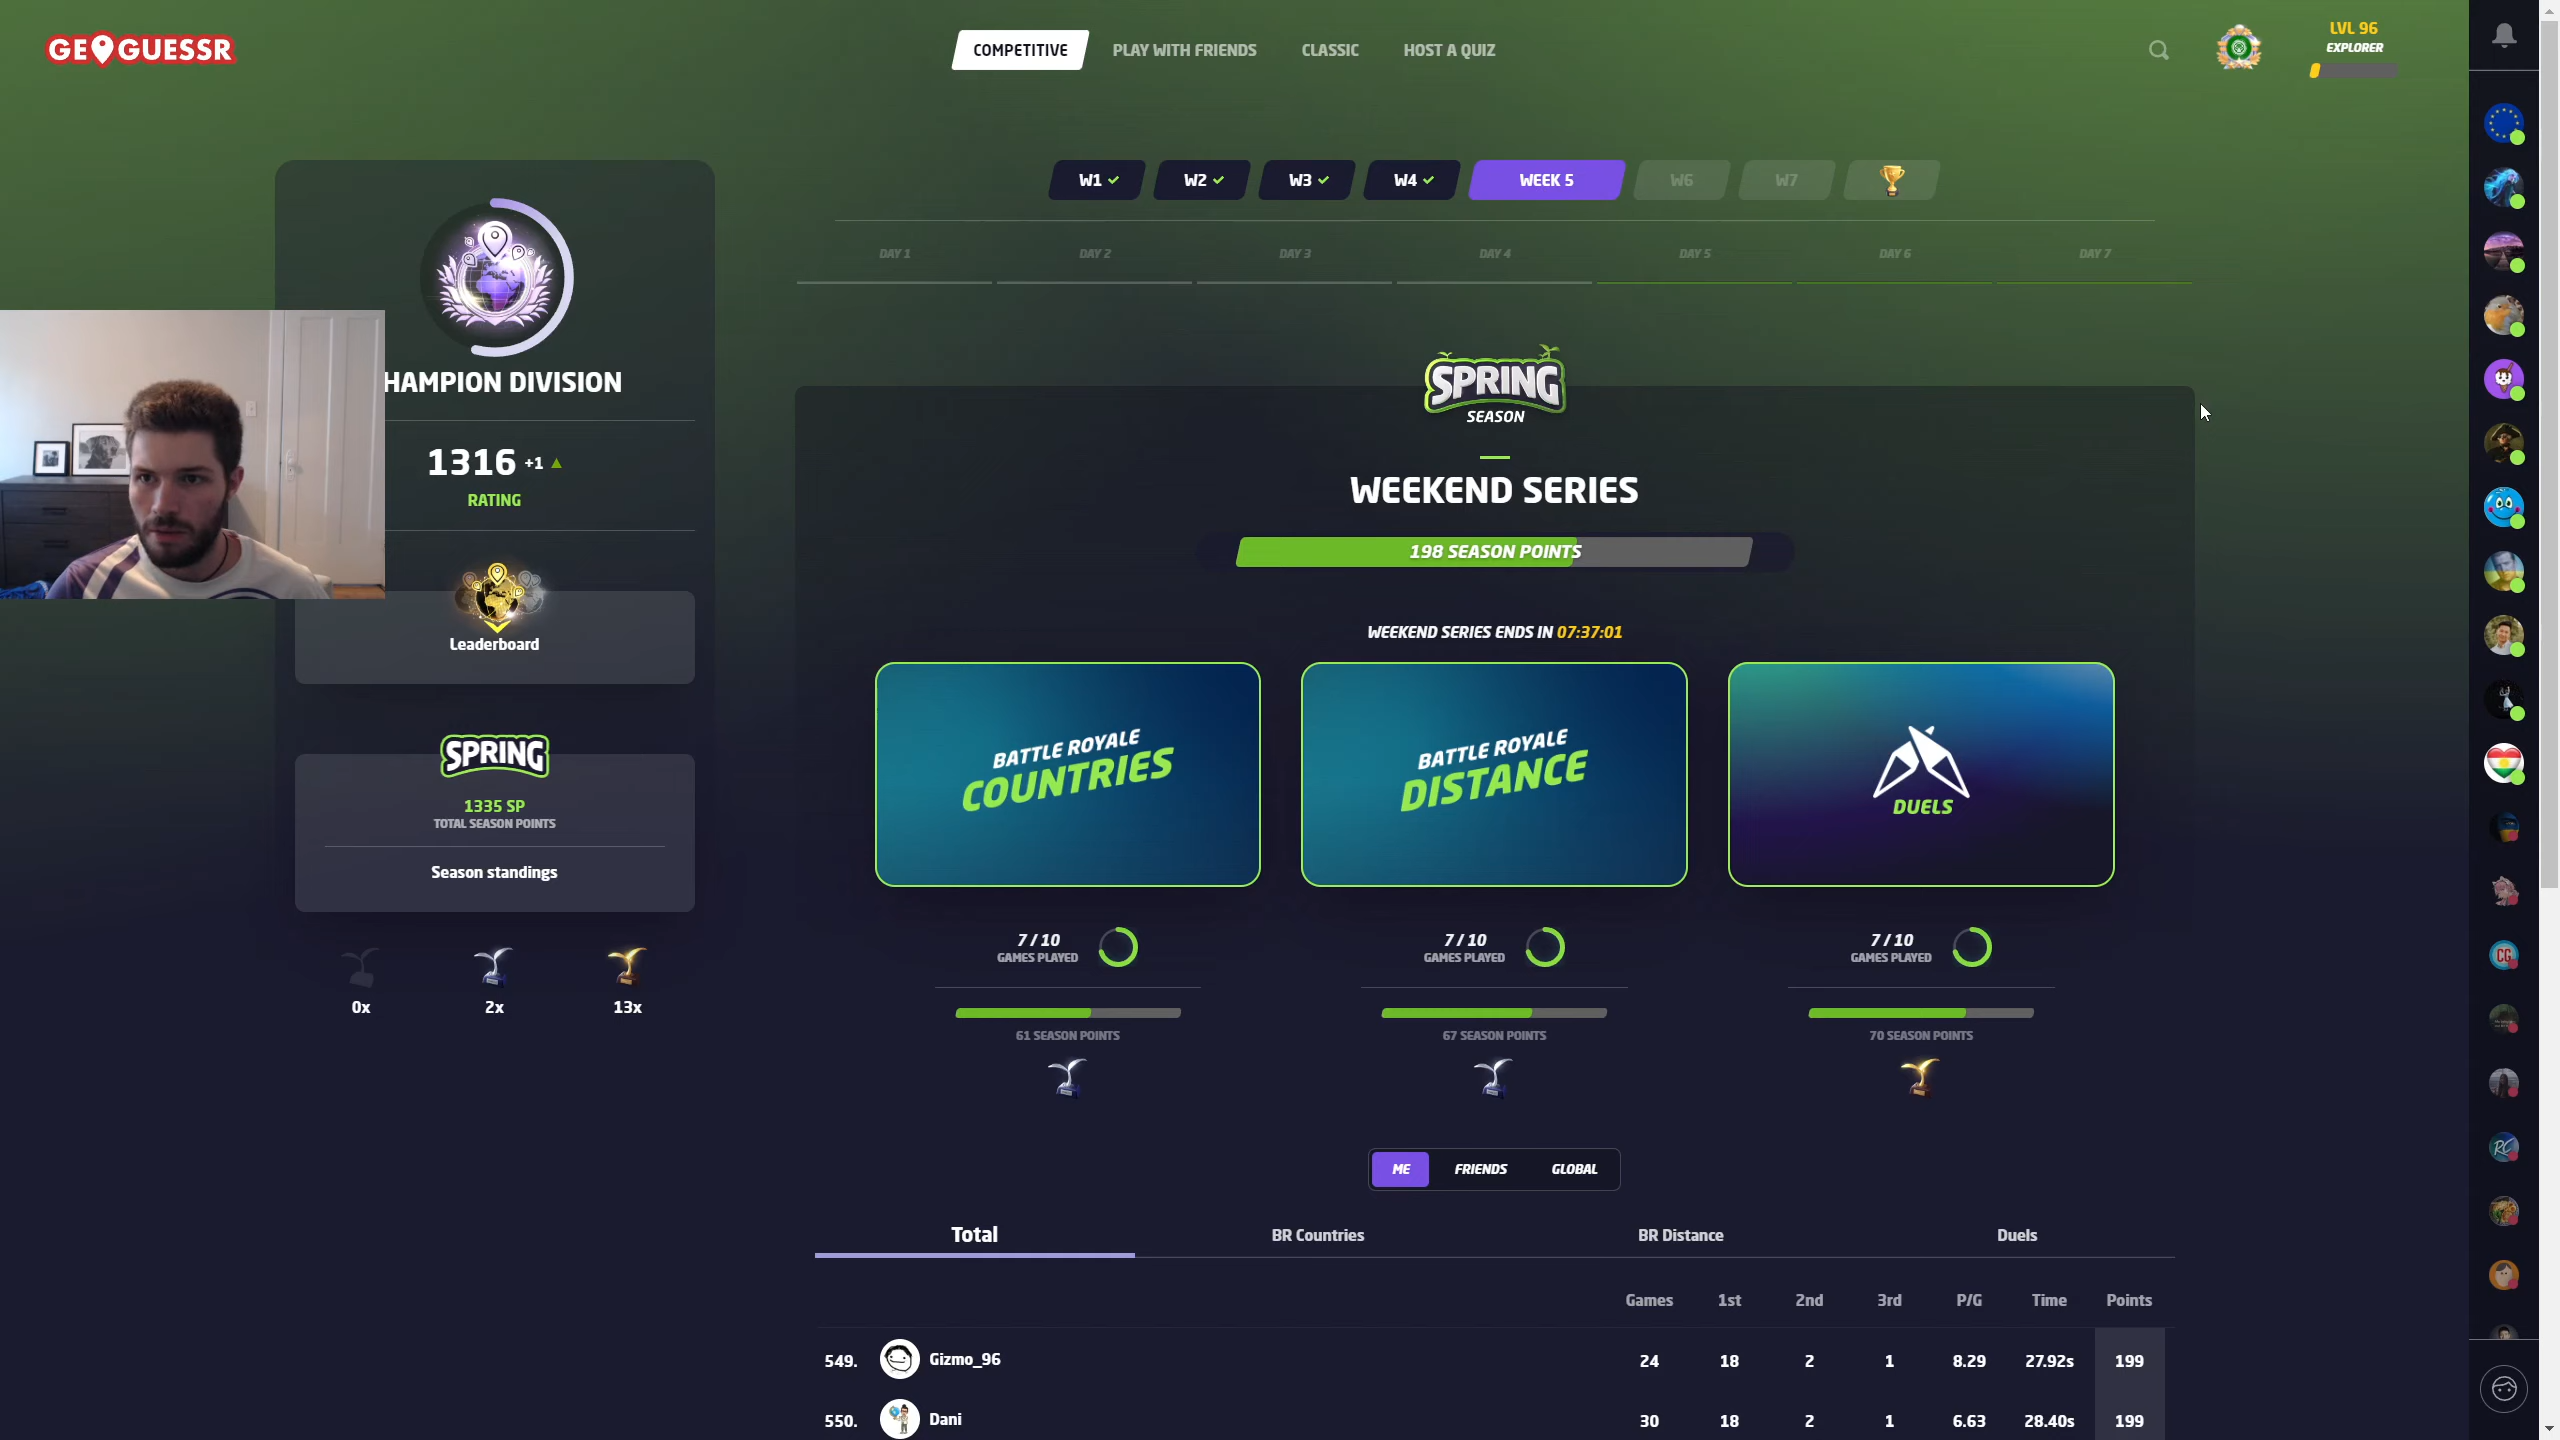 GEOGUESSR
COMPETITIVE
PLAY WITH FRIENDS
CLASSIC
HOST A QUIZ
LVL 96
EXPLORER
W1
W2
W3
W4
WEEK 5
W6
W7
DAY 1
DAY 2
DAY 3
DAY 4
DAY 5
DAY 6
DAY 7
HAMPION DIVISION
1316 +1
RATING
Leaderboard
SPRING
1335 SP
TOTAL SEASON POINTS
Season standings
0x
2x
13x
SPRING
SEASON
WEEKEND SERIES
198 SEASON POINTS
WEEKEND SERIES ENDS IN 07:37:01
BATTLE ROYALE
COUNTRIES
BATTLE ROYALE
DISTANCE
DUELS
7 / 10
GAMES PLAYED
7 / 10
GAMES PLAYED
7 / 10
GAMES PLAYED
61 SEASON POINTS
67 SEASON POINTS
70 SEASON POINTS
ME
FRIENDS
GLOBAL
Total
BR Countries
BR Distance
Duels
Games 1st 2nd 3rd P/G Time Points
549. Gizmo_96 24 18 2 1 8.29 27.92s 199
550. Dani 30 18 2 1 6.63 28.40s 199
CG
RC